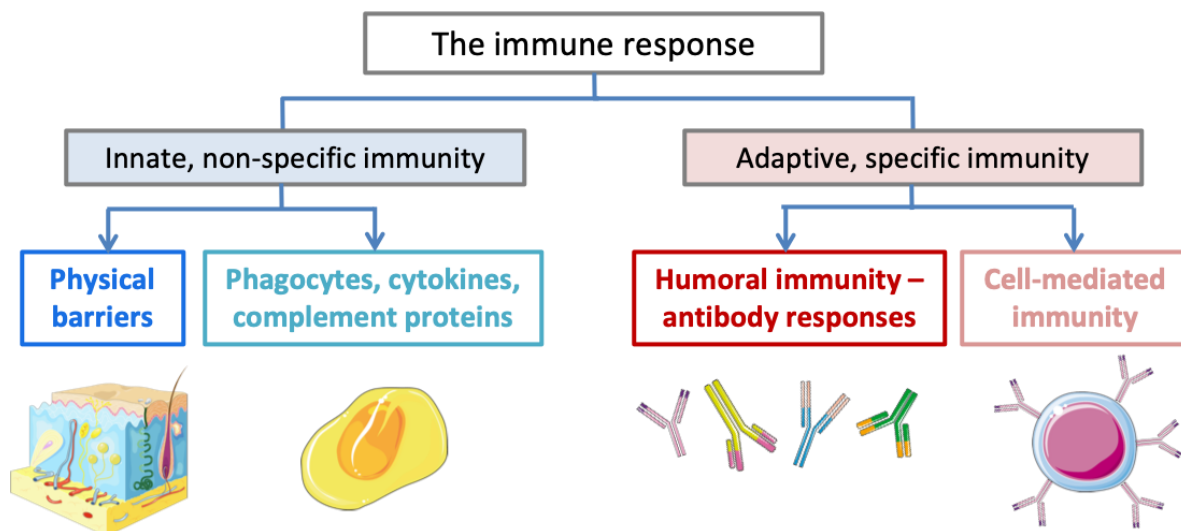 The immune response
Innate, non-specific immunity
Adaptive, specific immunity
Physical
barriers
Phagocytes, cytokines,
complement proteins
Humoral immunity –
antibody responses
Cell-mediated
immunity